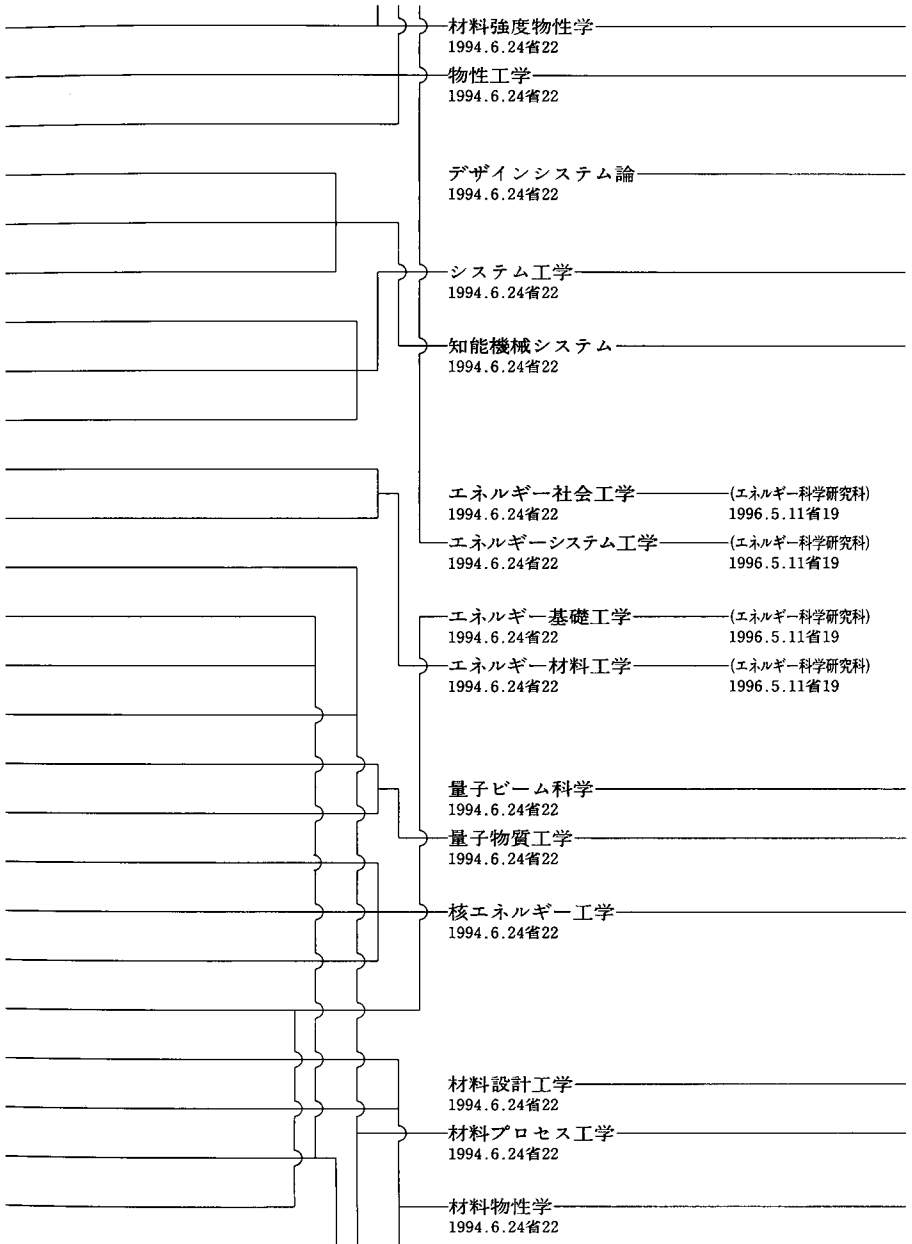 材料強度物性学
1994.6.24省22
物性工学
1994.6.24省22
デザインシステム論
1994.6.24省22
システム工学
1994.6.24省22
知能機械システム
1994.6.24省22
エネルギー社会工学 (エネルギー科学研究科)
1994.6.24省22 1996.5.11省19
エネルギーシステム工学 (エネルギー科学研究科)
1994.6.24省22 1996.5.11省19
エネルギー基礎工学 (エネルギー科学研究科)
1994.6.24省22 1996.5.11省19
エネルギー材料工学 (エネルギー科学研究科)
1994.6.24省22 1996.5.11省19
量子ビーム科学
1994.6.24省22
量子物質工学
1994.6.24省22
核エネルギー工学
1994.6.24省22
材料設計工学
1994.6.24省22
材料プロセス工学
1994.6.24省22
材料物性学
1994.6.24省22